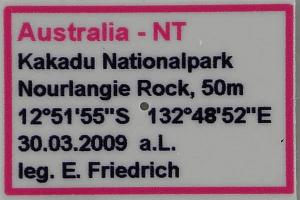 Australia - NT
Kakadu Nationalpark
Nourlangie Rock, 50m
12°51'55"S 132°48'52"E
30.03.2009 a.L.
leg. E. Friedrich